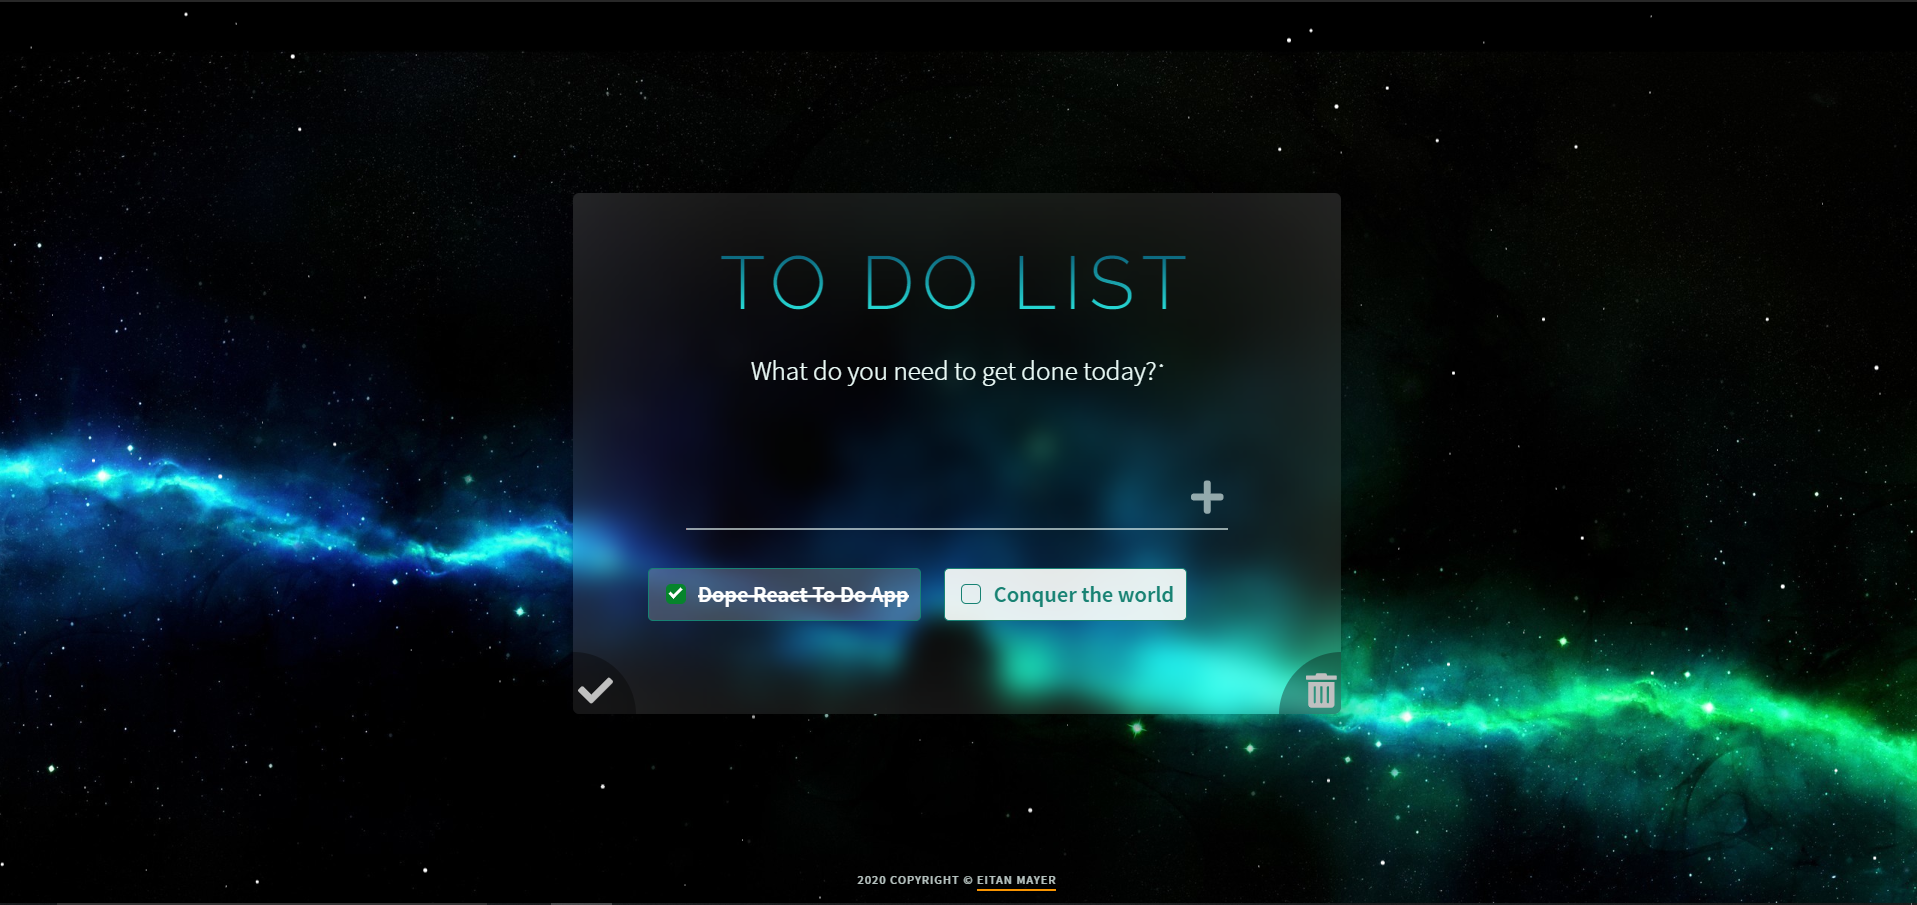 TO DO LIST
What do you need to get done today?*
Dope React To Do App
Conquer the world
2020 COPYRIGHT © EITAN MAYER